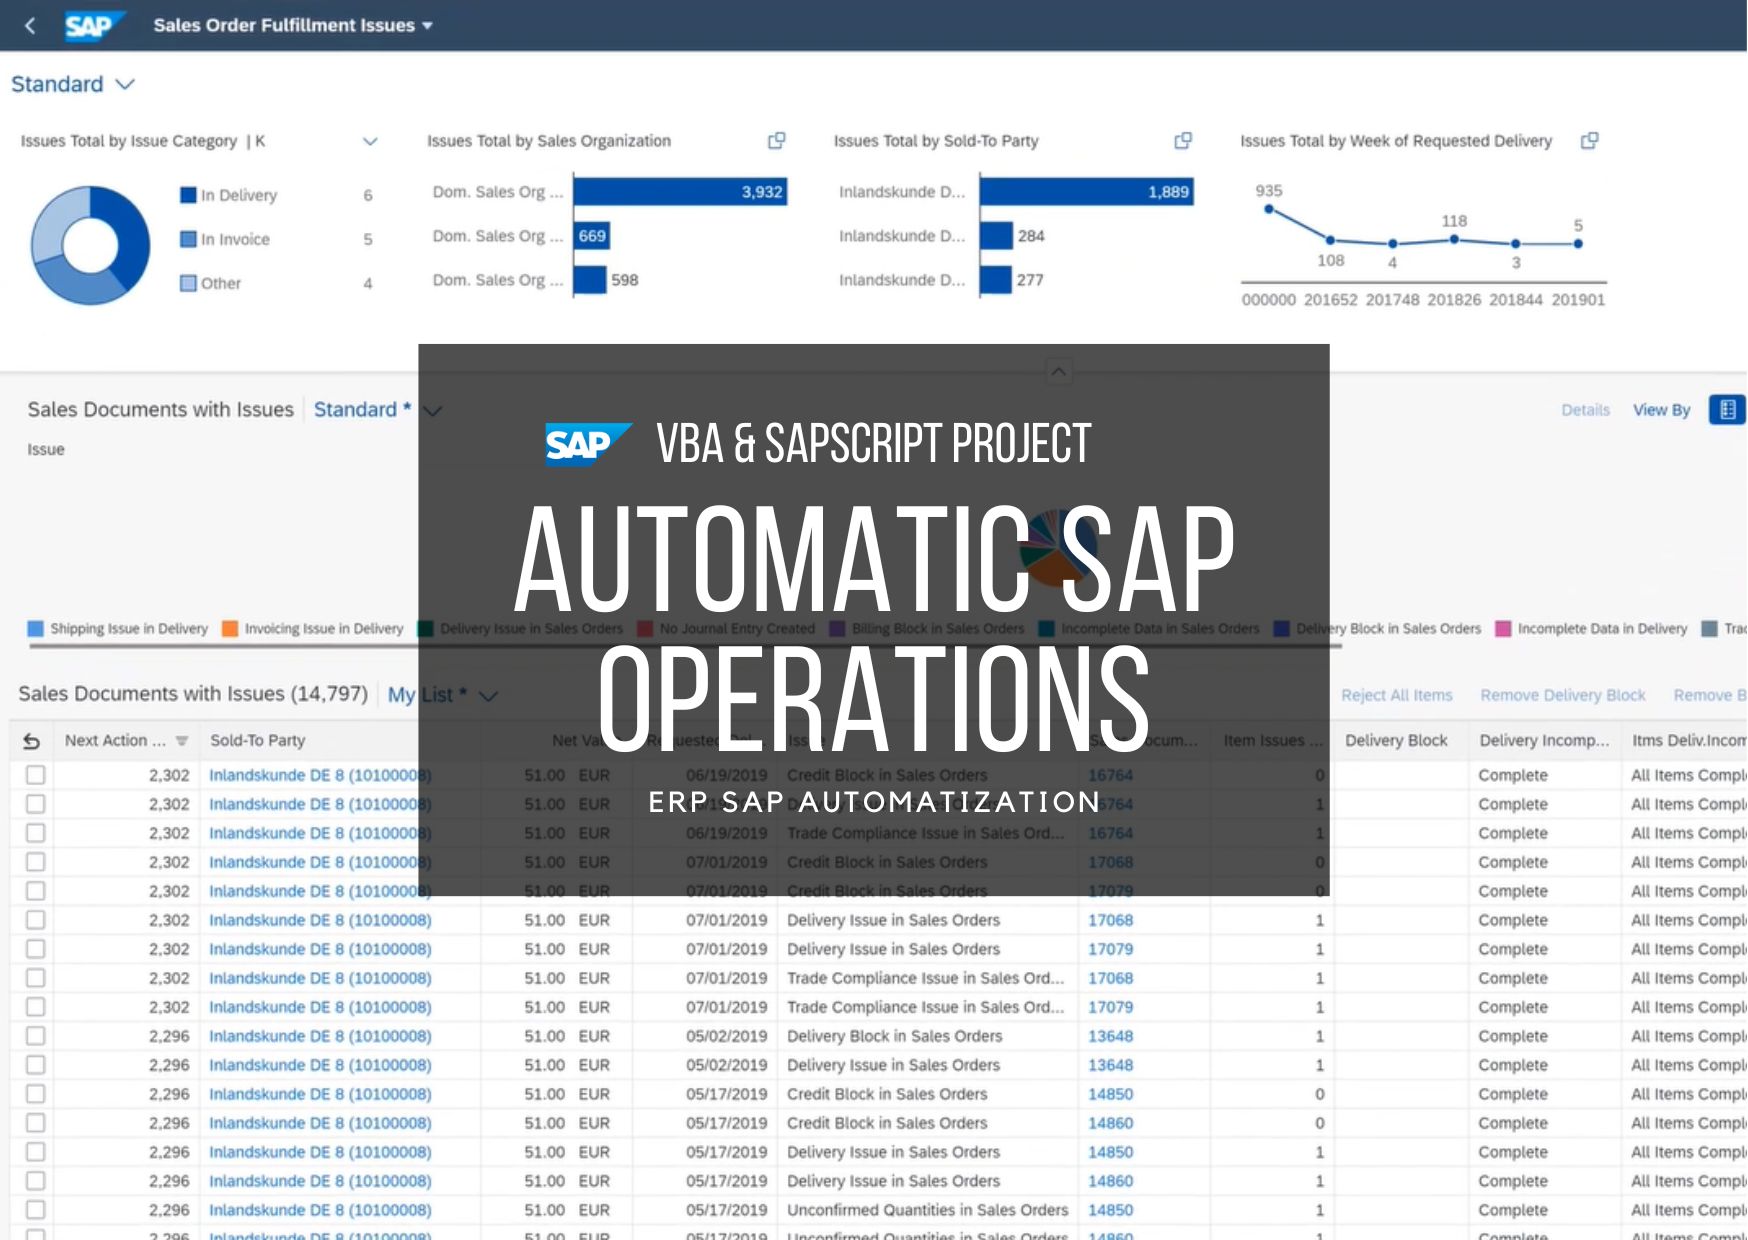 SAP Sales Order Fulfillment Issues
Standard
Issues Total by Issue Category | K
In Delivery 6
In Invoice 5
Other 4
Issues Total by Sales Organization
Dom. Sales Org ... 3,932
Dom. Sales Org ... 669
Dom. Sales Org ... 598
Issues Total by Sold-To Party
Inlandskunde D... 1,889
Inlandskunde D... 284
Inlandskunde D... 277
Issues Total by Week of Requested Delivery
935 108 4 118 3 5
000000 201652 201748 201826 201844 201901
Sales Documents with Issues Standard * Details View By
Issue
SAP VBA & SAPSCRIPT PROJECT
AUTOMATIC SAP
OPERATIONS
ERP SAP AUTOMATIZATION
Shipping Issue in Delivery Invoicing Issue in Delivery Delivery Issue in Sales Orders No Journal Entry Created Billing Block in Sales Orders Incomplete Data in Sales Orders Delivery Block in Sales Orders Incomplete Data in Delivery Trac
Sales Documents with Issues (14,797) My List * Reject All Items Remove Delivery Block Remove B
Next Action ... Sold-To Party Net Val Item Issues ... Delivery Block Delivery Incomp... Itms Deliv.Incom
2,302 Inlandskunde DE 8 (10100008) 51.00 EUR 06/19/2019 Credit Block in Sales Orders 16764 0 Complete All Items Compl
2,302 Inlandskunde DE 8 (10100008) 51.00 EUR 6764 1 Complete All Items Compl
2,302 Inlandskunde DE 8 (10100008) 51.00 EUR 06/19/2019 Trade Compliance Issue in Sales Ord... 16764 1 Complete All Items Compl
2,302 Inlandskunde DE 8 (10100008) 51.00 EUR 07/01/2019 Credit Block in Sales Orders 17068 0 Complete All Items Compl
2,302 Inlandskunde DE 8 (10100008) 51.00 EUR 07/01/2019 Credit Block in Sales Orders 17079 0 Complete All Items Compl
2,302 Inlandskunde DE 8 (10100008) 51.00 EUR 07/01/2019 Delivery Issue in Sales Orders 17068 1 Complete All Items Compl
2,302 Inlandskunde DE 8 (10100008) 51.00 EUR 07/01/2019 Delivery Issue in Sales Orders 17079 1 Complete All Items Compl
2,302 Inlandskunde DE 8 (10100008) 51.00 EUR 07/01/2019 Trade Compliance Issue in Sales Ord... 17068 1 Complete All Items Compl
2,302 Inlandskunde DE 8 (10100008) 51.00 EUR 07/01/2019 Trade Compliance Issue in Sales Ord... 17079 1 Complete All Items Compl
2,296 Inlandskunde DE 8 (10100008) 51.00 EUR 05/02/2019 Delivery Block in Sales Orders 13648 1 Complete All Items Compl
2,296 Inlandskunde DE 8 (10100008) 51.00 EUR 05/02/2019 Delivery Issue in Sales Orders 13648 1 Complete All Items Compl
2,296 Inlandskunde DE 8 (10100008) 51.00 EUR 05/17/2019 Credit Block in Sales Orders 14850 0 Complete All Items Compl
2,296 Inlandskunde DE 8 (10100008) 51.00 EUR 05/17/2019 Credit Block in Sales Orders 14860 0 Complete All Items Compl
2,296 Inlandskunde DE 8 (10100008) 51.00 EUR 05/17/2019 Delivery Issue in Sales Orders 14850 1 Complete All Items Compl
2,296 Inlandskunde DE 8 (10100008) 51.00 EUR 05/17/2019 Delivery Issue in Sales Orders 14860 1 Complete All Items Compl
2,296 Inlandskunde DE 8 (10100008) 51.00 EUR 05/17/2019 Unconfirmed Quantities in Sales Orders 14850 1 Complete All Items Compl
2,296 Inlandskunde DE 8 (10100008) 51.00 EUR 05/17/2019 Unconfirmed Quantities in Sales Orders 14860 1 Complete All Items Compl